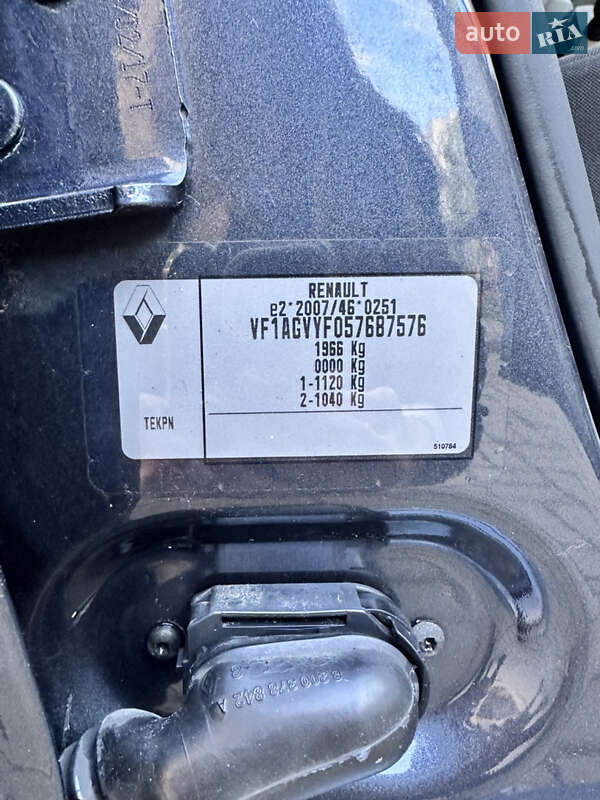 auto RIA
RENAULT
e2*2007/46*0251
VF1AGVYF057687576
1966 Kg
0000 Kg
1-1120 Kg
2-1040 Kg
TEKPN
510784